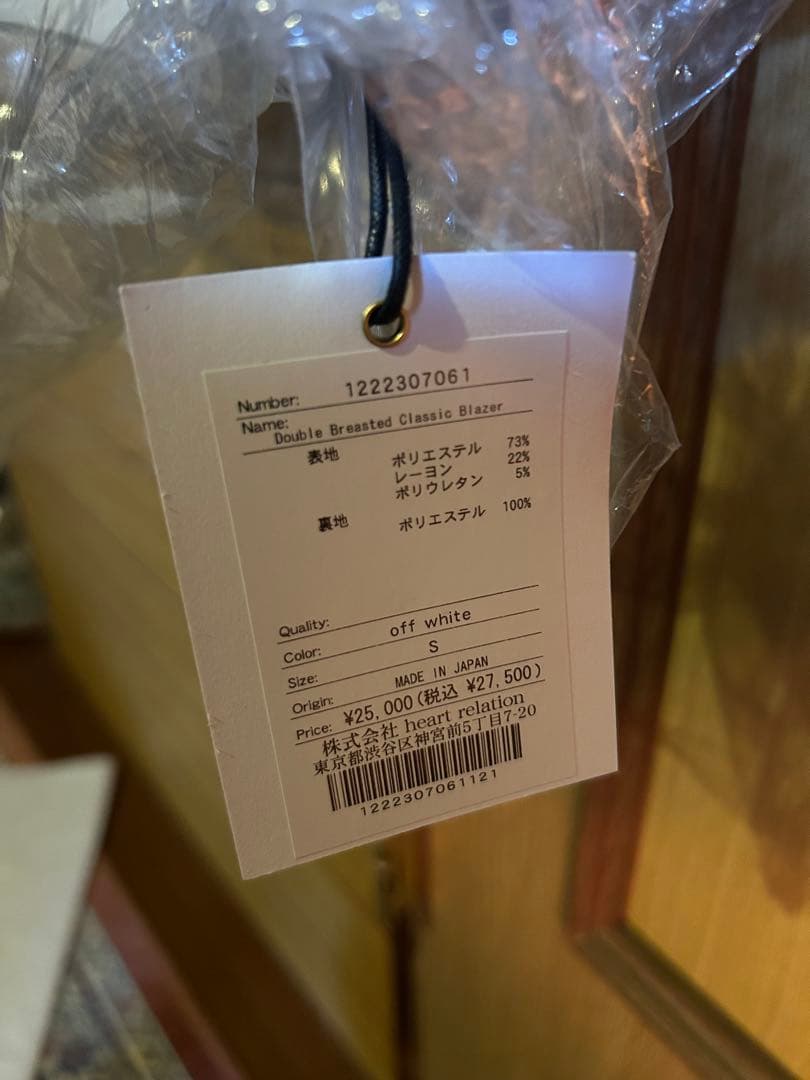 Number: 1222307061
Name:
Double Breasted Classic Blazer
表地 ポリエステル 73%
レーヨン 22%
ポリウレタン 5%
裏地 ポリエステル 100%
Quality:
Color: off white
Size: S
Origin: MADE IN JAPAN
Price: ¥25,000(税込 ¥27,500)
株式会社 heart relation
東京都渋谷区神宮前5丁目7-20
1222307061121